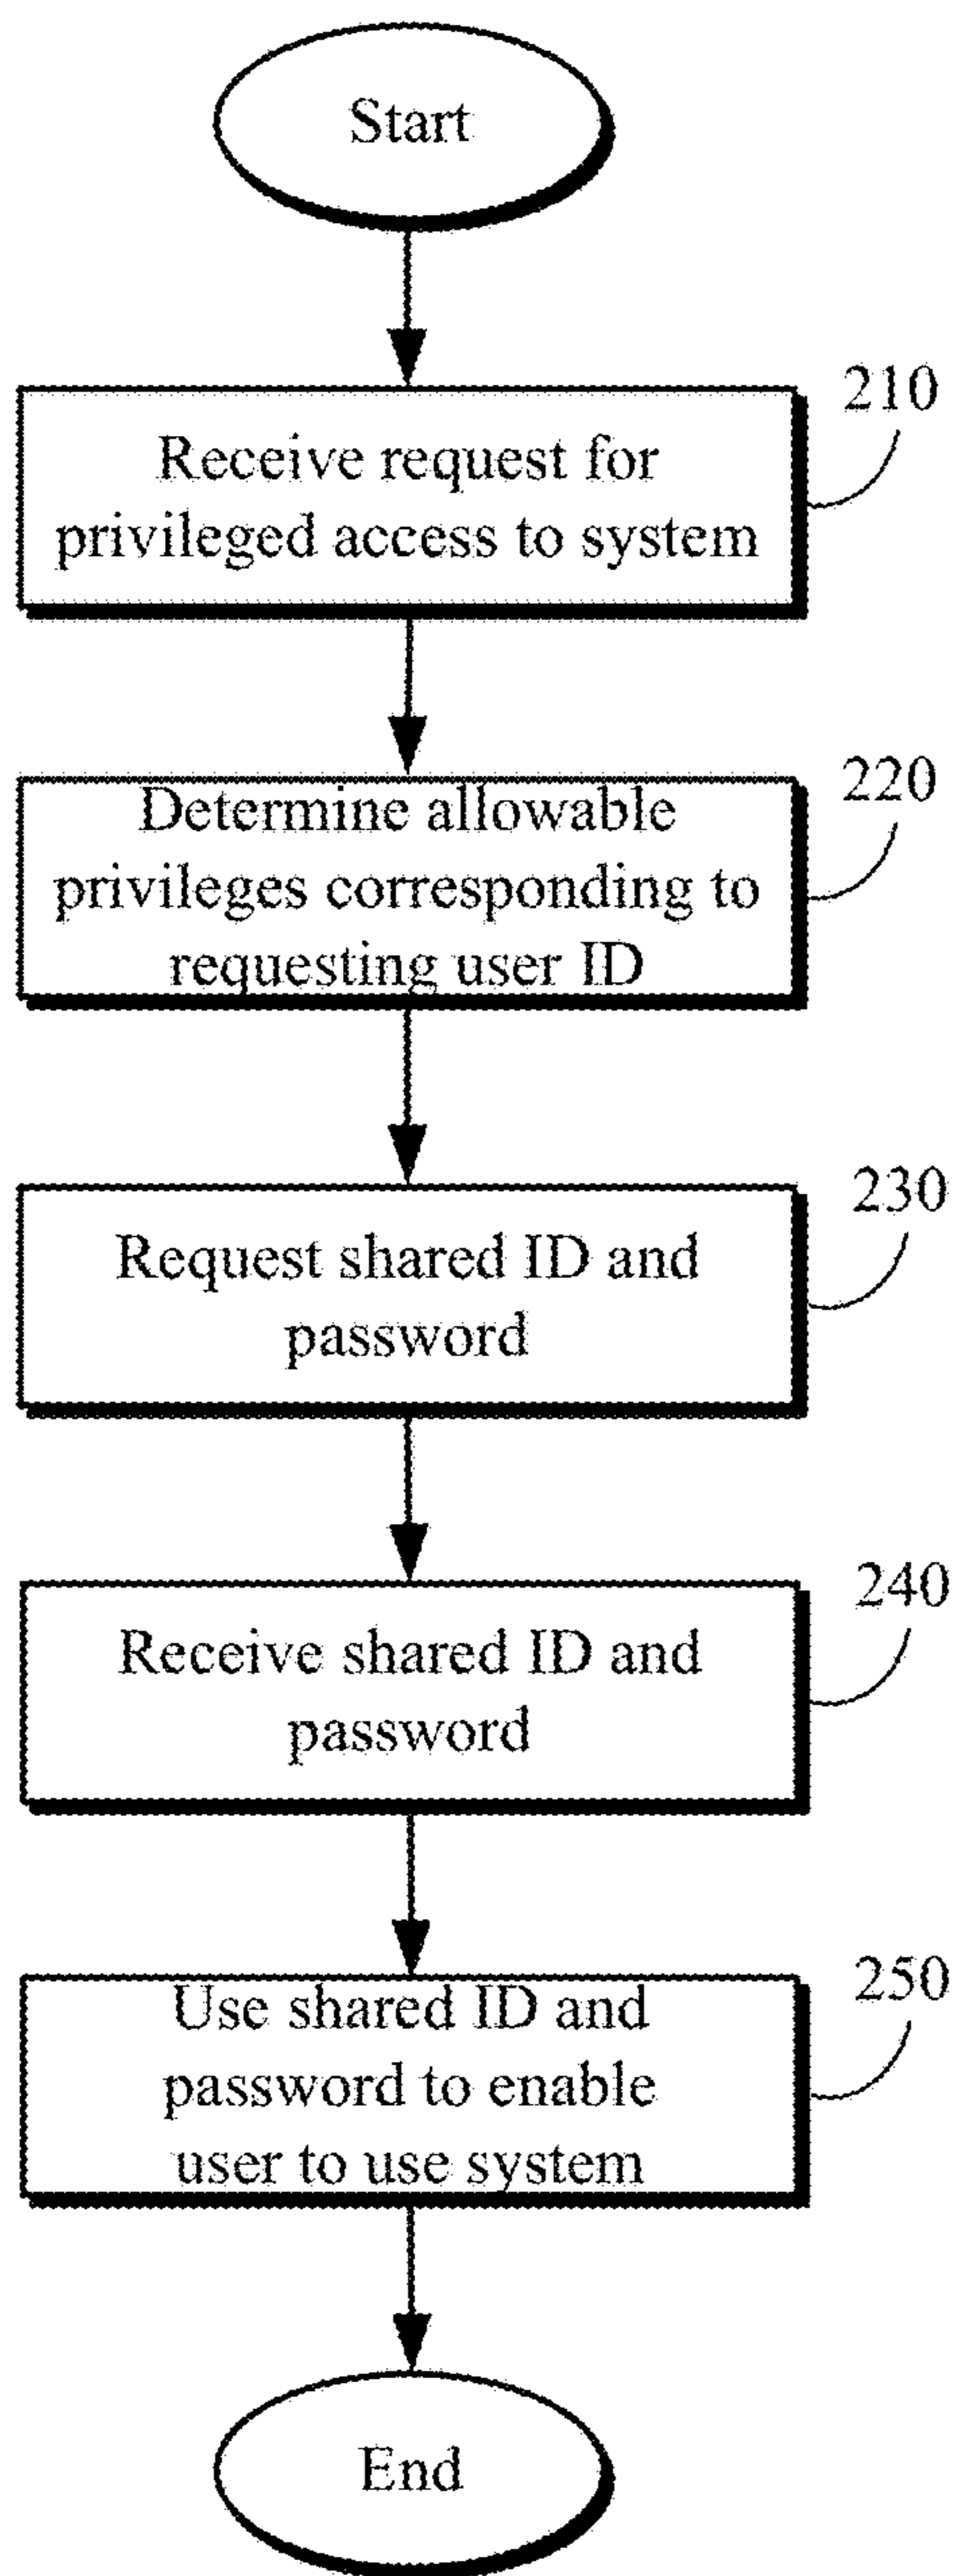 Start
210
Receive request for
privileged access to system
220
Determine allowable
privileges corresponding to
requesting user ID
230
Request shared ID and
password
240
Receive shared ID and
password
250
Use shared ID and
password to enable
user to use system
End